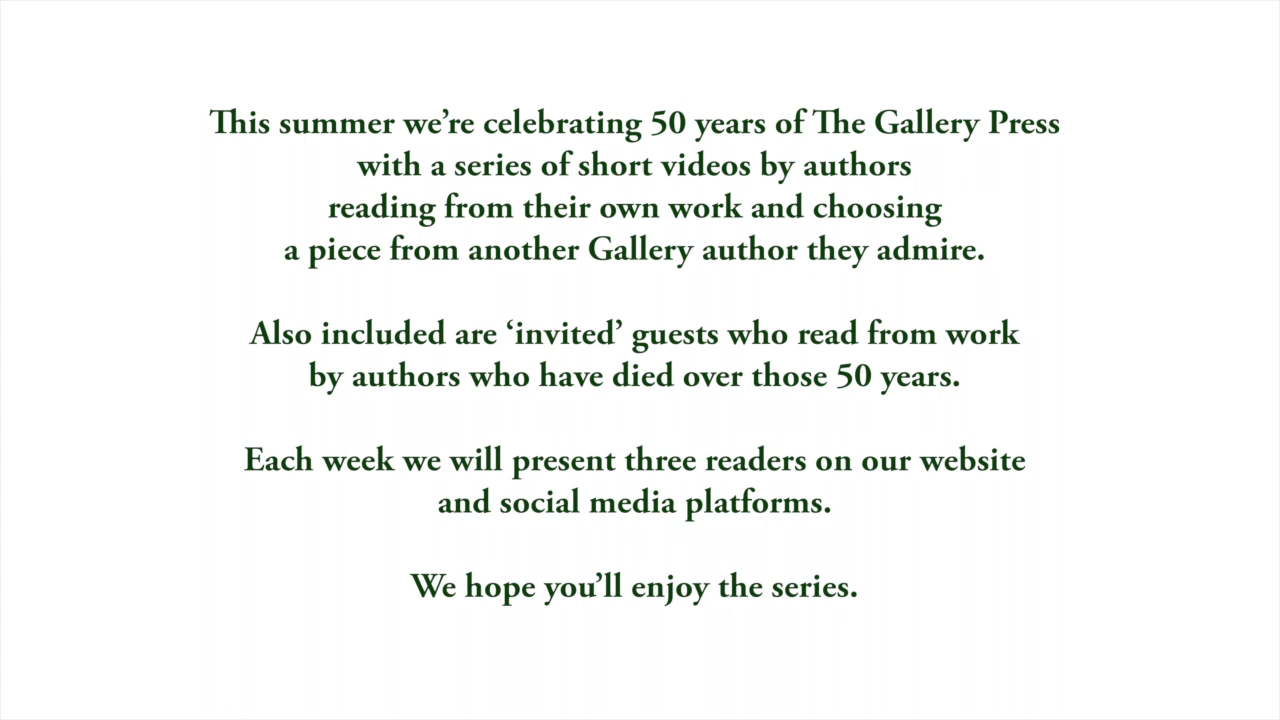 This summer we’re celebrating 50 years of The Gallery Press
with a series of short videos by authors
reading from their own work and choosing
a piece from another Gallery author they admire.
Also included are ‘invited’ guests who read from work
by authors who have died over those 50 years.
Each week we will present three readers on our website
and social media platforms.
We hope you’ll enjoy the series.